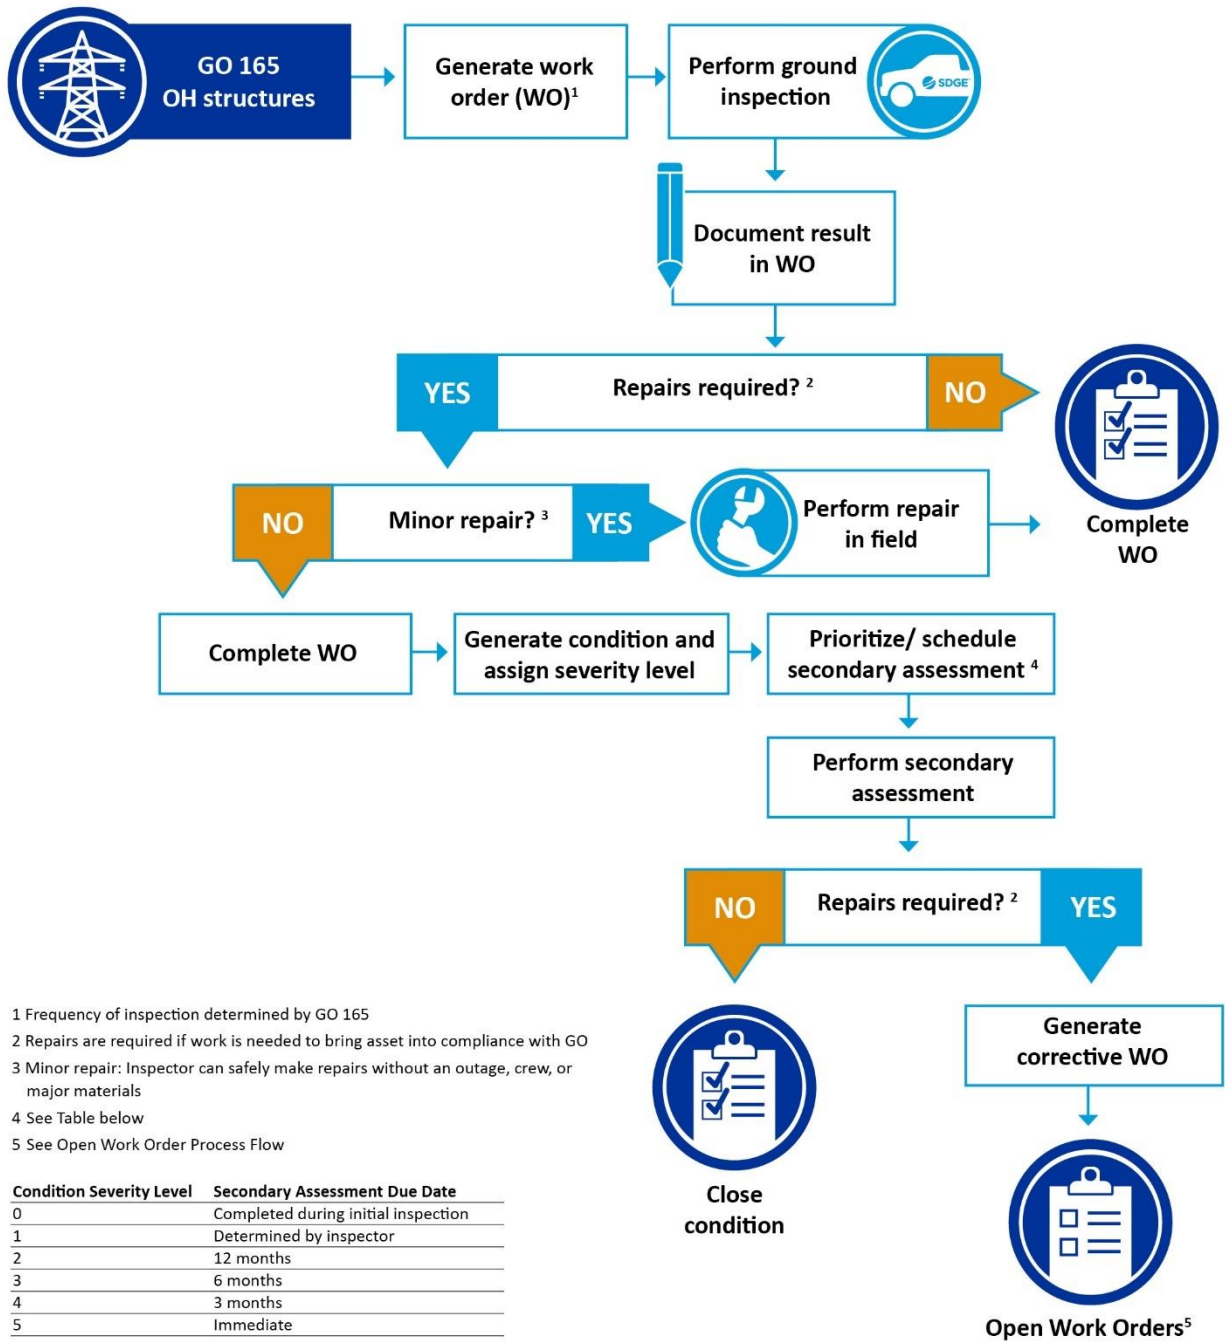 GO 165
OH structures
Generate work
order (WO)1
Perform ground
inspection
SDGE
Document result
in WO
YES
Repairs required? 2
NO
NO
Minor repair? 3
YES
Perform repair
in field
Complete
WO
Complete WO
Generate condition and
assign severity level
Prioritize/ schedule
secondary assessment 4
Perform secondary
assessment
NO
Repairs required? 2
YES
Close
condition
Generate
corrective WO
Open Work Orders5
1 Frequency of inspection determined by GO 165
2 Repairs are required if work is needed to bring asset into compliance with GO
3 Minor repair: Inspector can safely make repairs without an outage, crew, or
major materials
4 See Table below
5 See Open Work Order Process Flow
Condition Severity Level Secondary Assessment Due Date
0 Completed during initial inspection
1 Determined by inspector
2 12 months
3 6 months
4 3 months
5 Immediate